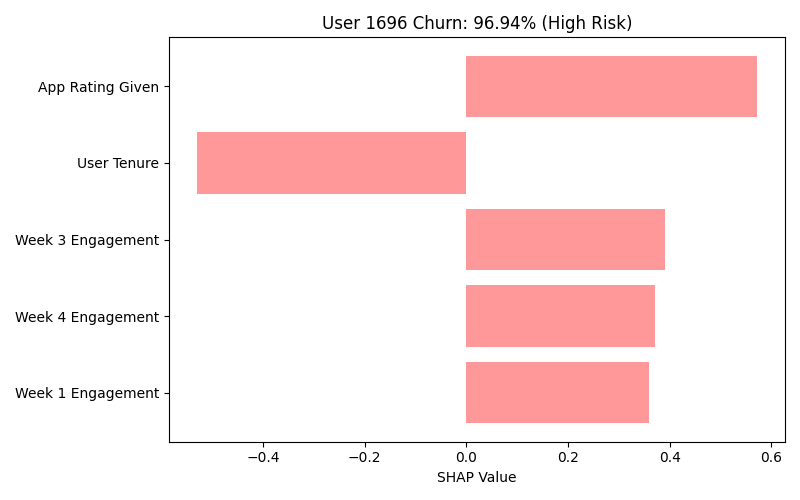 User 1696 Churn: 96.94% (High Risk)
App Rating Given
User Tenure
Week 3 Engagement
Week 4 Engagement
Week 1 Engagement
−0.4 −0.2 0.0 0.2 0.4 0.6
SHAP Value